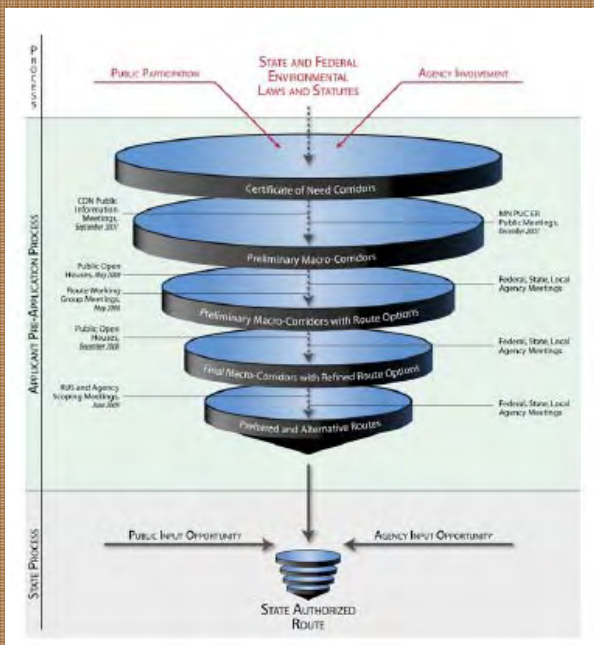 PROCESS
STATE AND FEDERAL
ENVIRONMENTAL
LAWS AND STATUTES
PUBLIC PARTICIPATION
AGENCY INVOLVEMENT
APPLICANT PRE-APPLICATION PROCESS
Certificate of Need Corridors
CON Public
Information
Meetings,
September 2007
MN PUC ER
Public Meetings,
December 2007
Preliminary Macro-Corridors
Public Open
Houses, May 2008
Route Working
Group Meetings,
May 2008
Federal, State, Local
Agency Meetings
Preliminary Macro-Corridors with Route Options
Public Open
Houses,
December 2008
Federal, State, Local
Agency Meetings
Final Macro-Corridors with Refined Route Options
RUS and Agency
Scoping Meetings,
June 2009
Federal, State, Local
Agency Meetings
Preferred and Alternative Routes
STATE PROCESS
PUBLIC INPUT OPPORTUNITY
AGENCY INPUT OPPORTUNITY
STATE AUTHORIZED
ROUTE